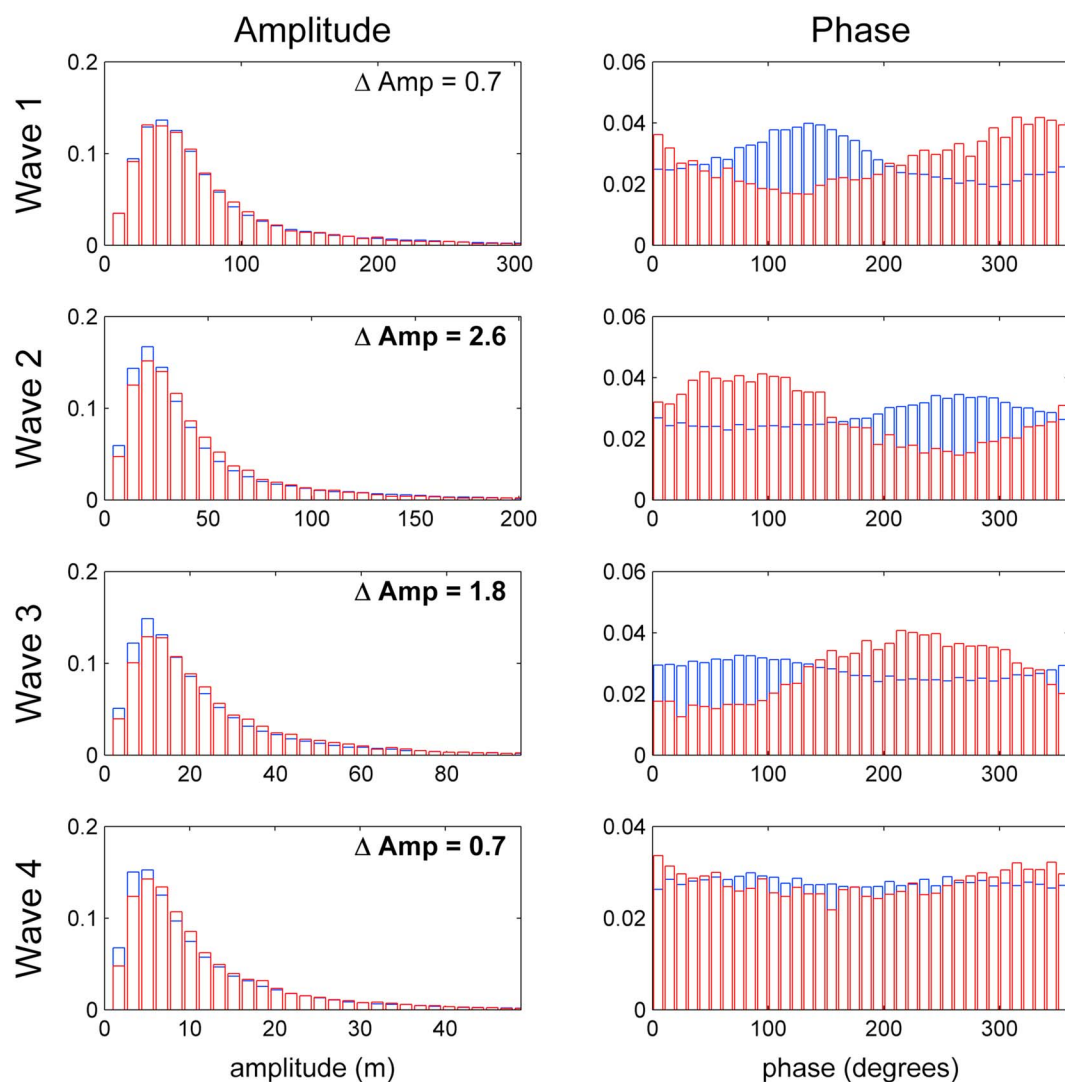 Amplitude Phase
Wave 1
0.2
0.1
0
Δ Amp = 0.7
0 100 200 300
0.06
0.04
0.02
0
0 100 200 300
Wave 2
0.2
0.1
0
Δ Amp = 2.6
0 50 100 150 200
0.06
0.04
0.02
0
0 100 200 300
Wave 3
0.2
0.1
0
Δ Amp = 1.8
0 20 40 60 80
0.06
0.04
0.02
0
0 100 200 300
Wave 4
0.2
0.1
0
Δ Amp = 0.7
0 10 20 30 40
0.04
0.02
0
0 100 200 300
amplitude (m) phase (degrees)